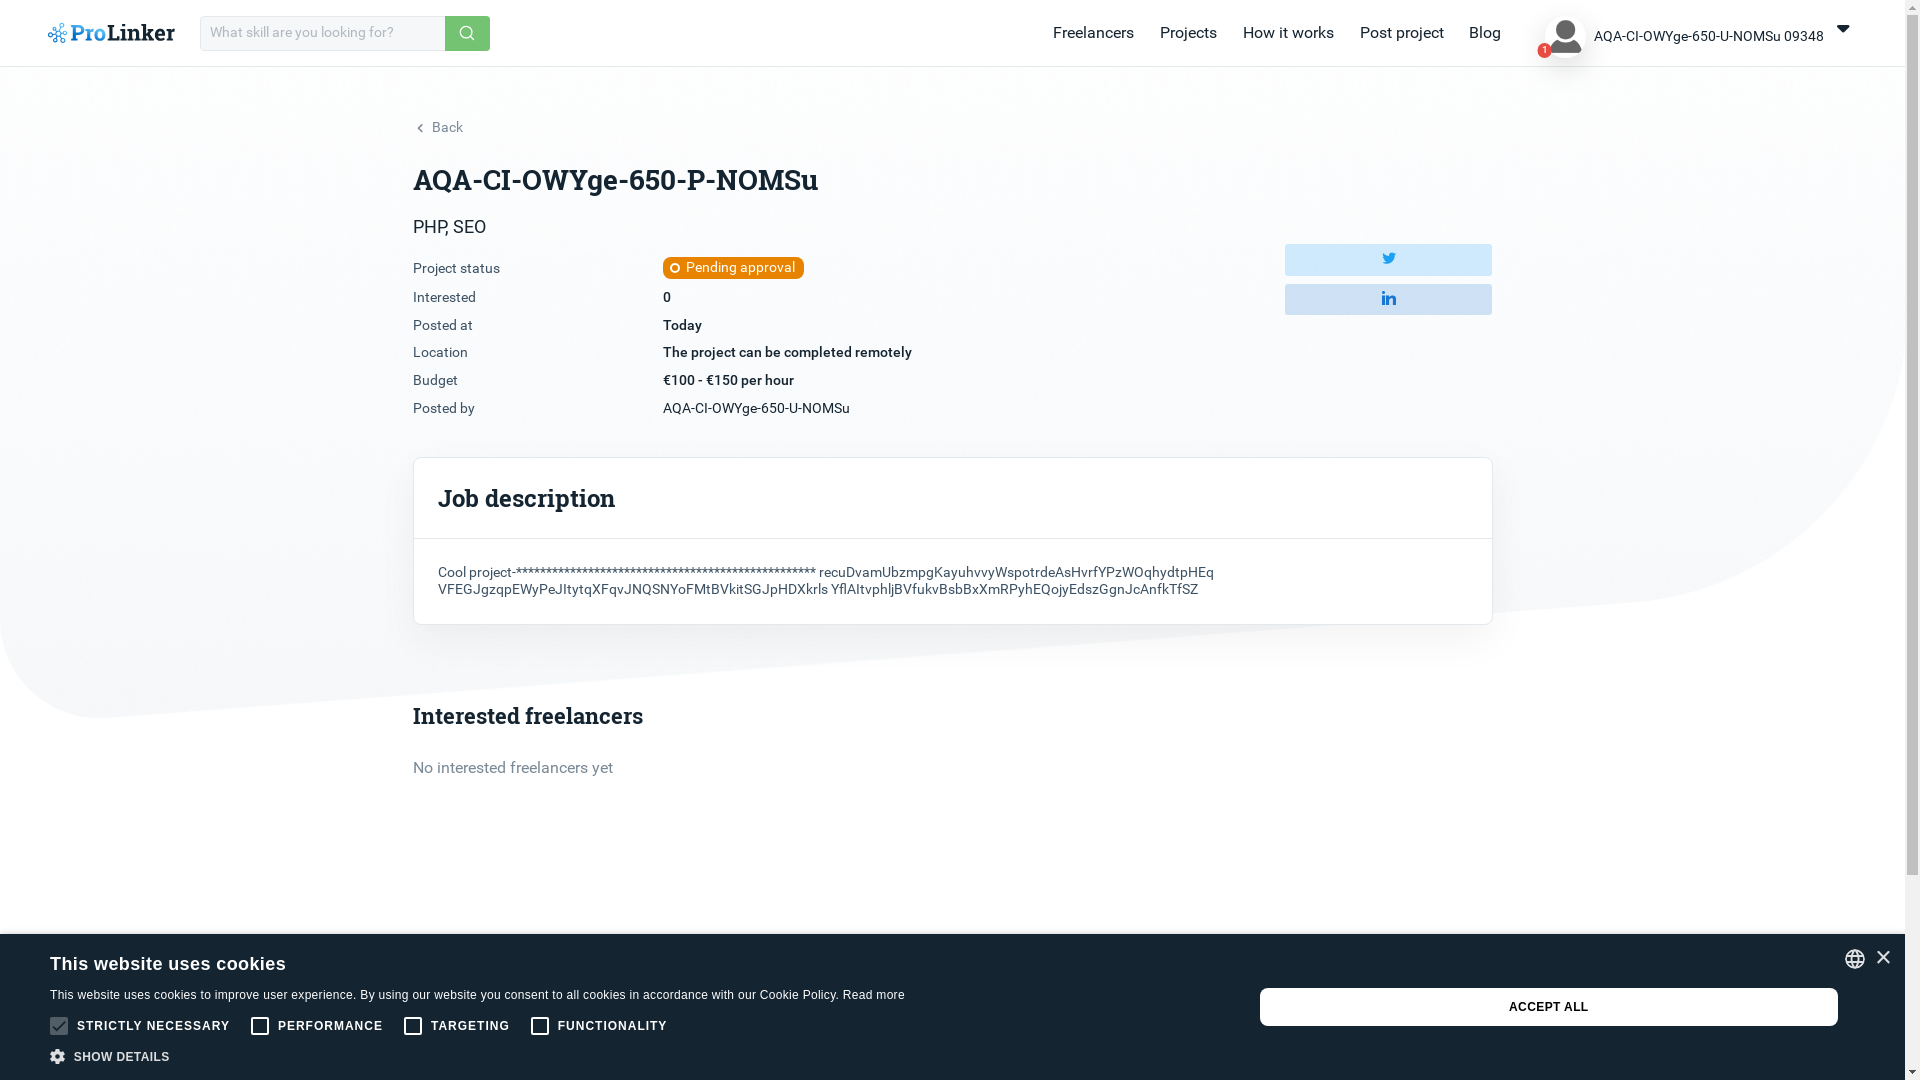 ProLinker
What skill are you looking for?
Freelancers
Projects
How it works
Post project
Blog
1
AQA-CI-OWYge-650-U-NOMSu 09348
Back
AQA-CI-OWYge-650-P-NOMSu
PHP, SEO
Project status Pending approval
Interested 0
Posted at Today
Location The project can be completed remotely
Budget €100 - €150 per hour
Posted by AQA-CI-OWYge-650-U-NOMSu
Job description
Cool project-************************************************** recuDvamUbzmpgKayuhvvyWspotrdeAsHvrfYPzWOqhydtpHEq
VFEGJgzqpEWyPeJItytqXFqvJNQSNYoFMtBVkitSGJpHDXkrls YflAItvphljBVfukvBsbBxXmRPyhEQojyEdszGgnJcAnfkTfSZ
Interested freelancers
No interested freelancers yet
This website uses cookies
This website uses cookies to improve user experience. By using our website you consent to all cookies in accordance with our Cookie Policy. Read more
STRICTLY NECESSARY PERFORMANCE TARGETING FUNCTIONALITY
SHOW DETAILS
ACCEPT ALL